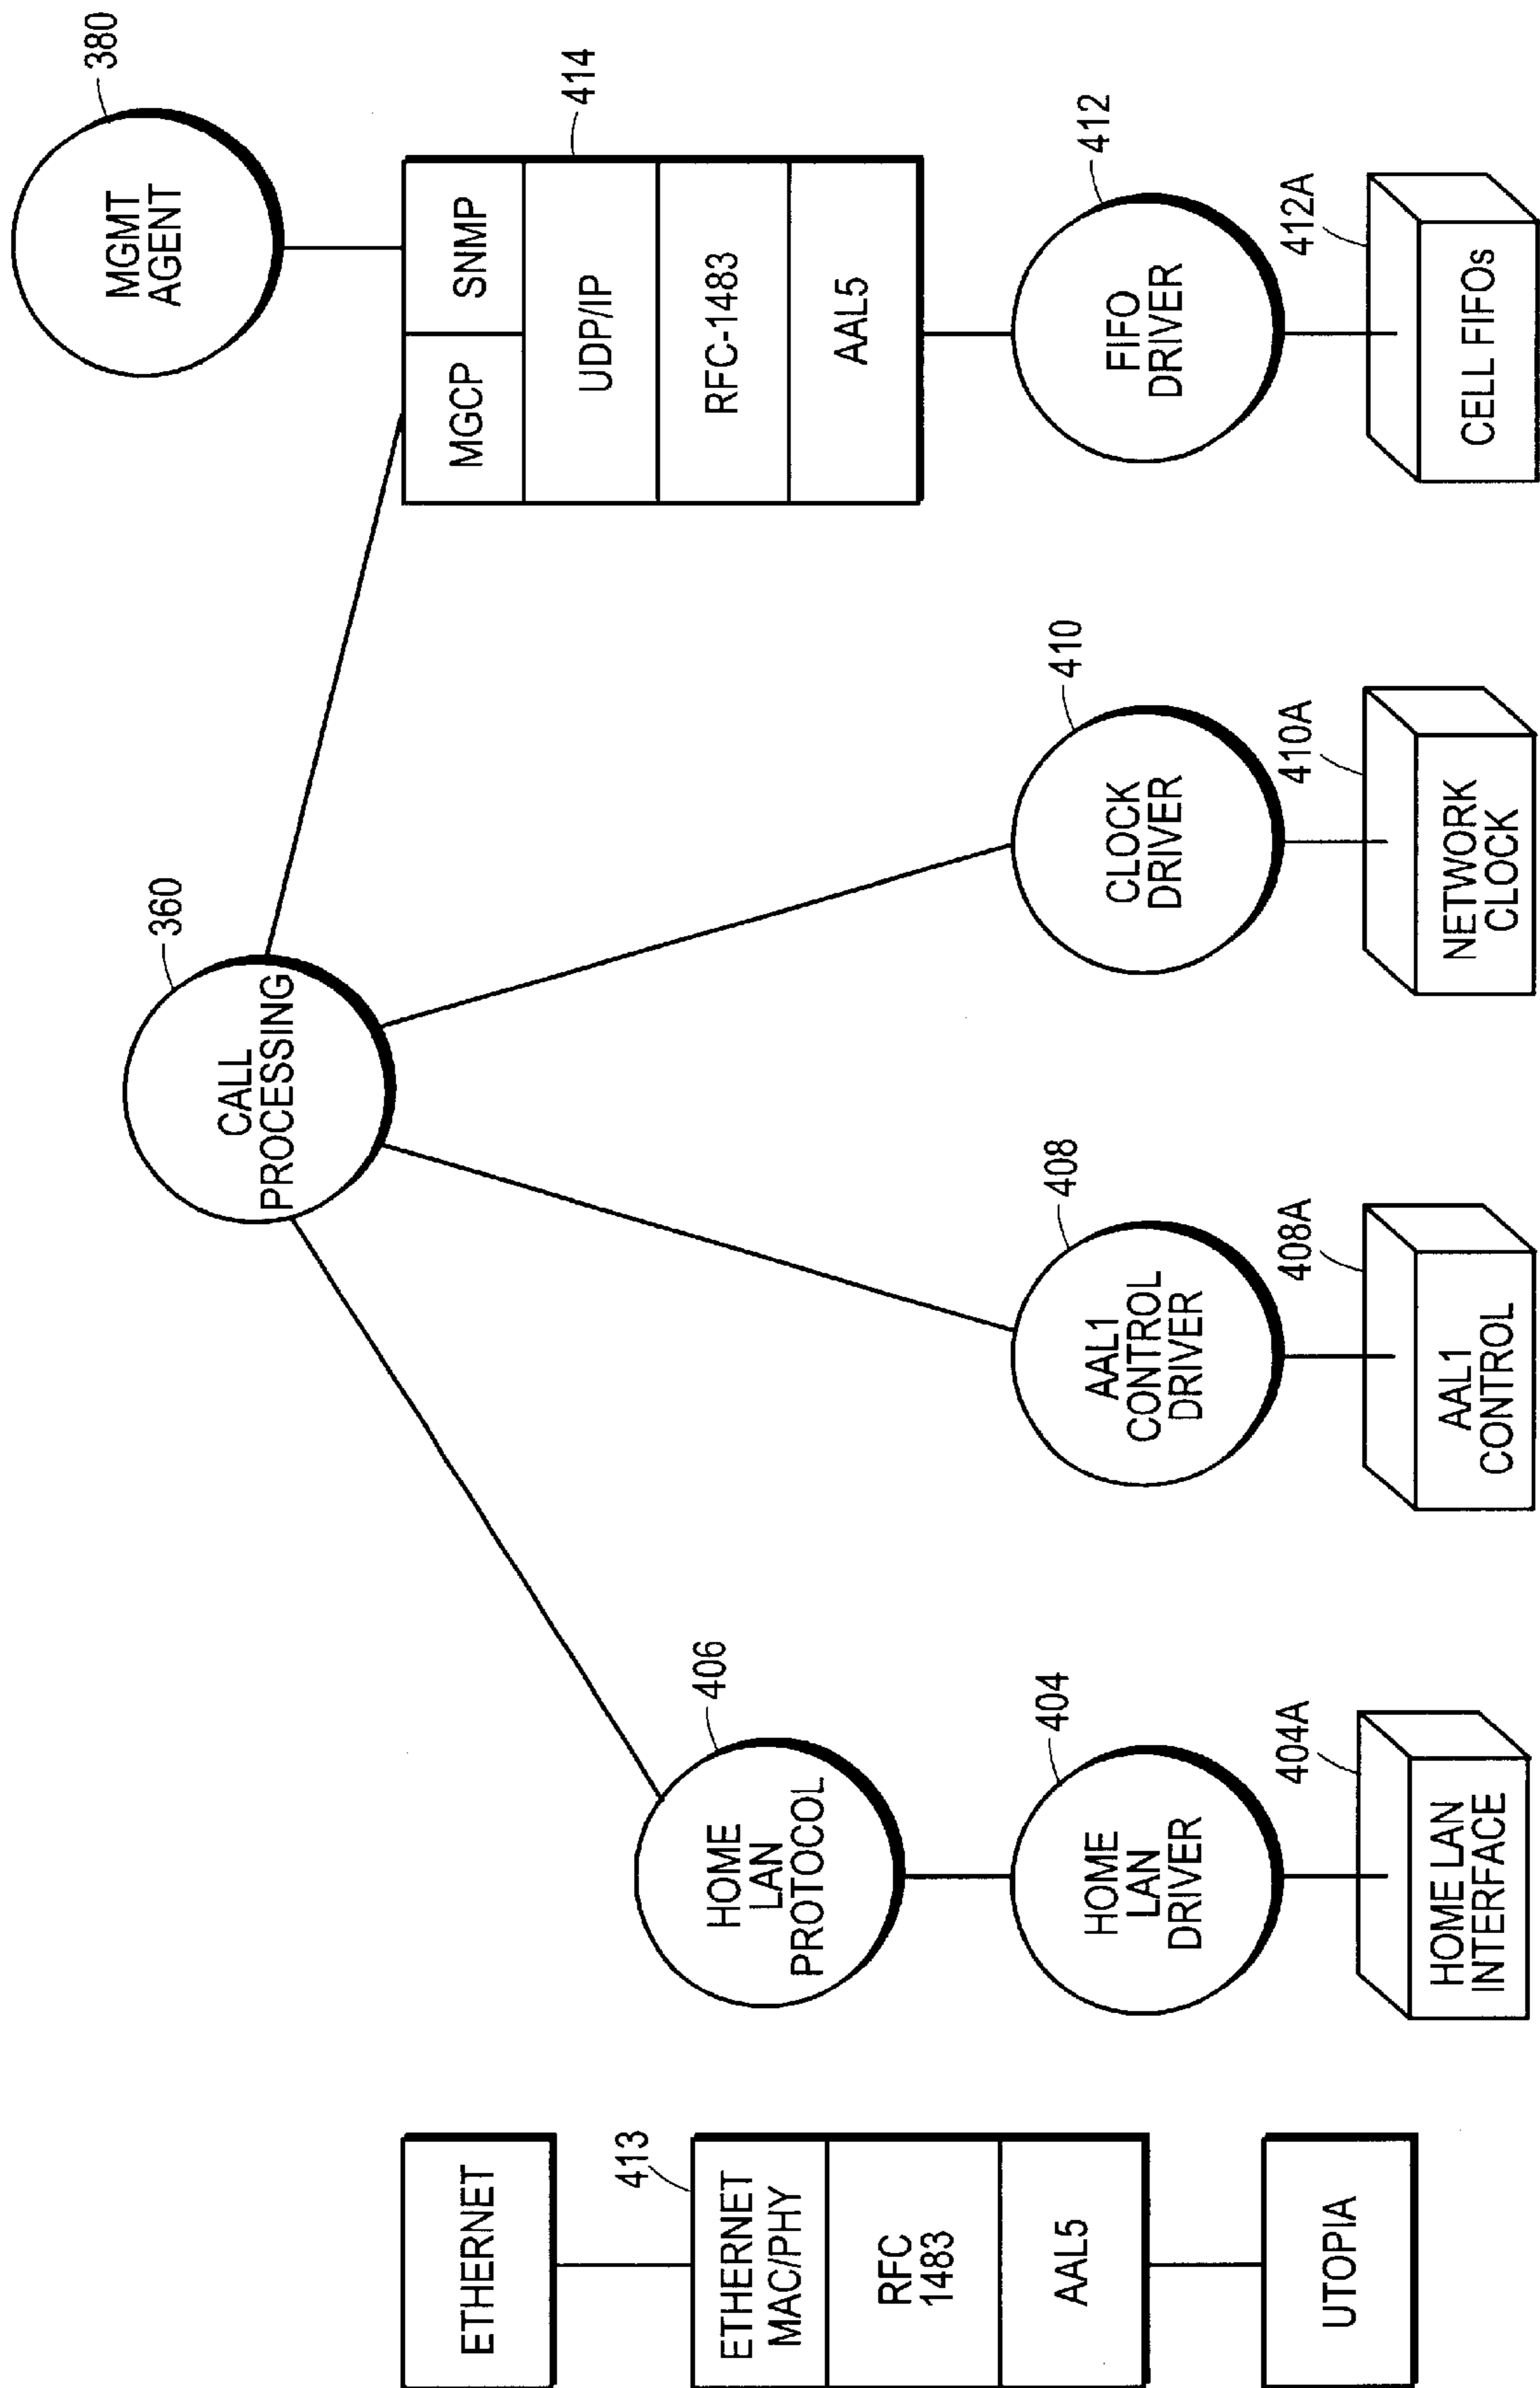 380
MGMT
AGENT
360
CALL
PROCESSING
414
MGCP
SNMP
UDP/IP
RFC-1483
AAL5
ETHERNET
413
ETHERNET
MAC/PHY
RFC
1483
AAL5
UTOPIA
406
HOME
LAN
PROTOCOL
404
HOME
LAN
DRIVER
404A
HOME LAN
INTERFACE
408
AAL1
CONTROL
DRIVER
408A
AAL1
CONTROL
410
CLOCK
DRIVER
410A
NETWORK
CLOCK
412
FIFO
DRIVER
412A
CELL FIFOs